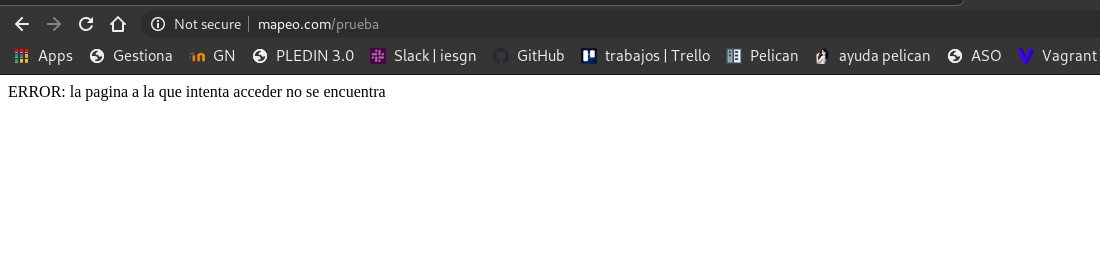 Not secure | mapeo.com/prueba
Apps Gestiona GN PLEDIN 3.0 Slack | iesgn GitHub trabajos | Trello Pelican ayuda pelican ASO Vagrant
ERROR: la pagina a la que intenta acceder no se encuentra